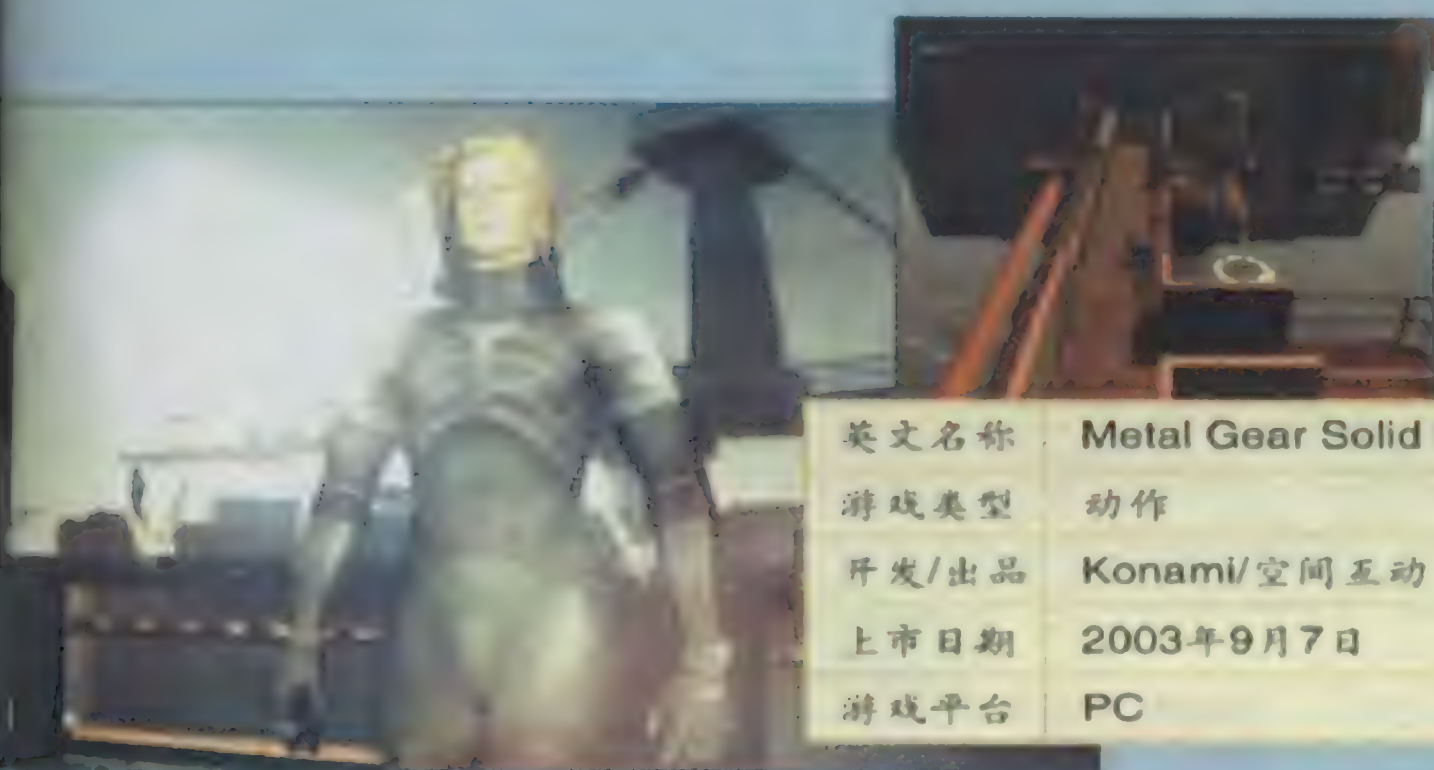 英文名称 Metal Gear Solid
游戏类型 动作
开发/出品 Konami/空间互动
上市日期 2003年9月7日
游戏平台 PC